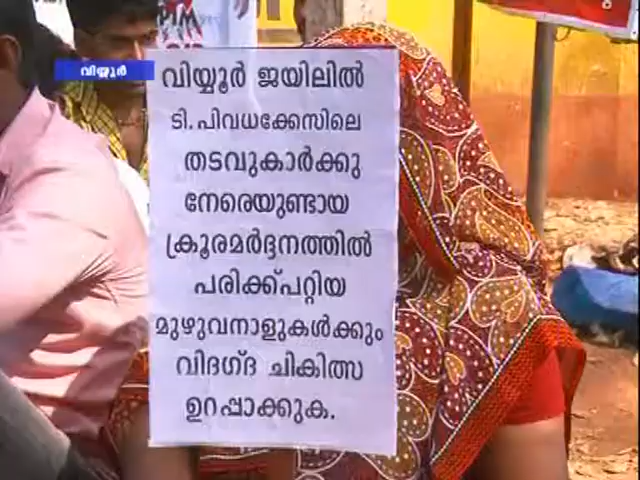 വിയ്യൂർ
വിയ്യൂർ ജയിലിൽ
ടി.പിവധക്കേസിലെ
തടവുകാർക്കു
നേരെയുണ്ടായ
ക്രൂരമർദ്ദനത്തിൽ
പരിക്ക്പറ്റിയ
മുഴുവനാളുകൾക്കും
വിദഗ്ദ ചികിത്സ
ഉറപ്പാക്കുക.